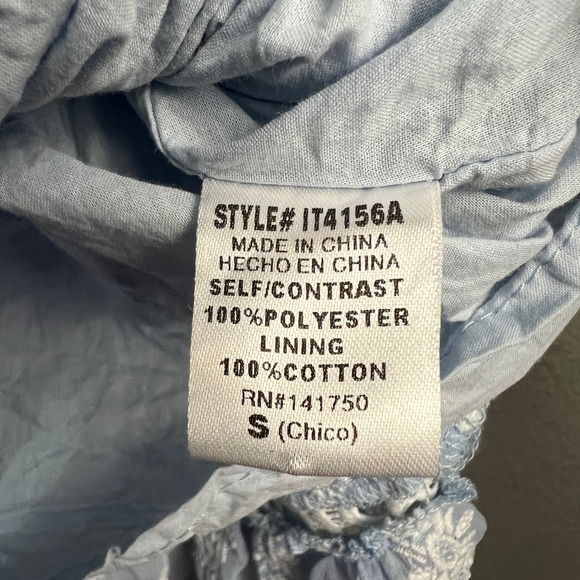 STYLE# IT4156A
MADE IN CHINA
HECHO EN CHINA
SELF/CONTRAST
100%POLYESTER
LINING
100%COTTON
RN#141750
S (Chico)